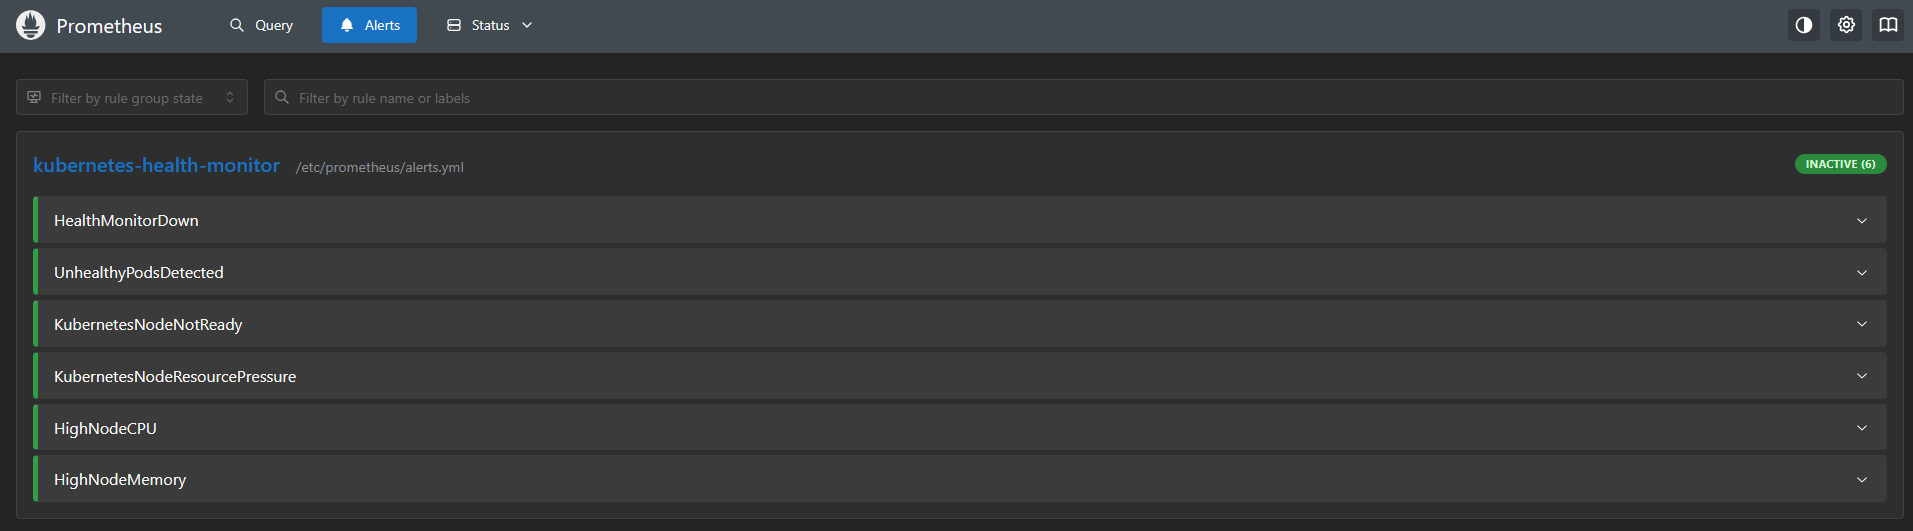 Prometheus Query Alerts Status
Filter by rule group state Filter by rule name or labels
kubernetes-health-monitor /etc/prometheus/alerts.yml INACTIVE (6)
HealthMonitorDown
UnhealthyPodsDetected
KubernetesNodeNotReady
KubernetesNodeResourcePressure
HighNodeCPU
HighNodeMemory